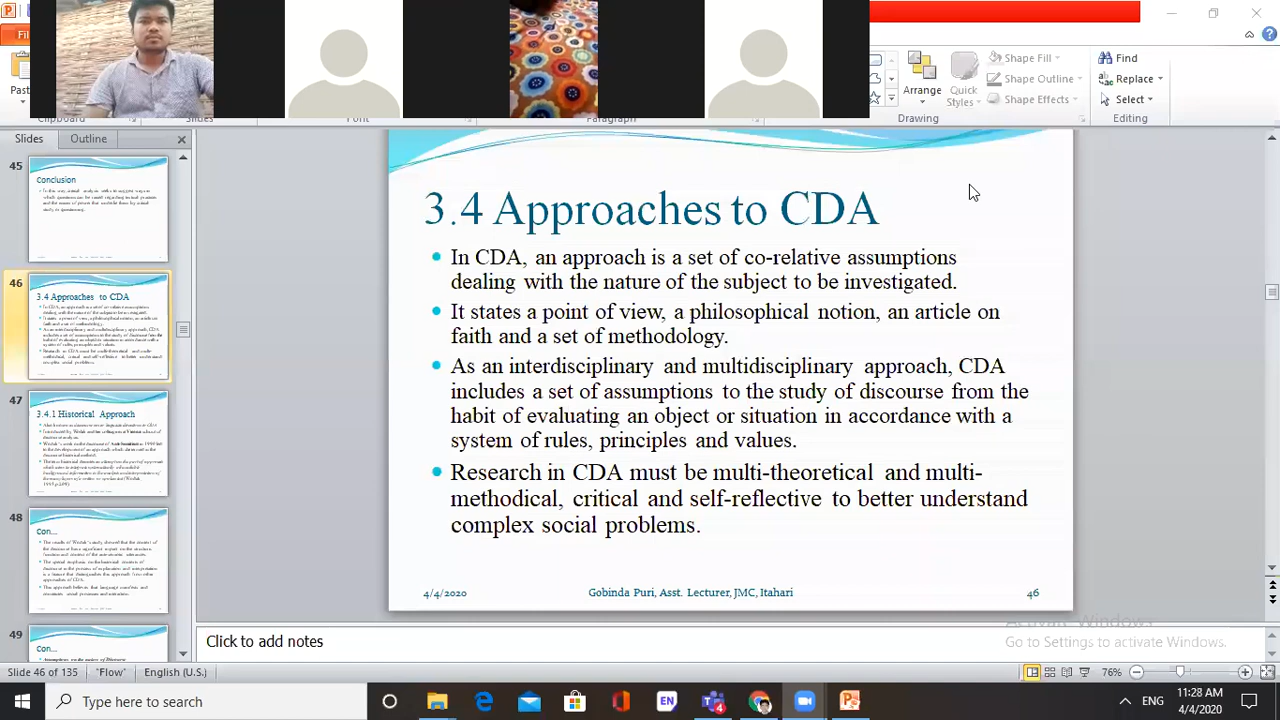 Fi
Past
Arrange
Quick
Styles
Shape Fill
Shape Outline
Shape Effects
Find
Replace
Select
Clipboard
Slides
Font
Paragraph
Drawing
Editing
Slides
Outline
45
Conclusion
46
3.4 Approaches to CDA
47
3.4.1 Historical Approach
48
Con...
49
Con...
3.4 Approaches to CDA
In CDA, an approach is a set of co-relative assumptions
dealing with the nature of the subject to be investigated.
It states a point of view, a philosophical notion, an article on
faith and a set of methodology.
As an interdisciplinary and multidisciplinary approach, CDA
includes a set of assumptions to the study of discourse from the
habit of evaluating an object or situation in accordance with a
system of rules, principles and values.
Research in CDA must be multi-theoretical and multi-
methodical, critical and self-reflective to better understand
complex social problems.
4/4/2020
Gobinda Puri, Asst. Lecturer, JMC, Itahari
46
Activate Windows
Go to Settings to activate Windows.
Click to add notes
Slide 46 of 135
"Flow"
English (U.S.)
76%
Type here to search
EN
4
ENG
11:28 AM
4/4/2020